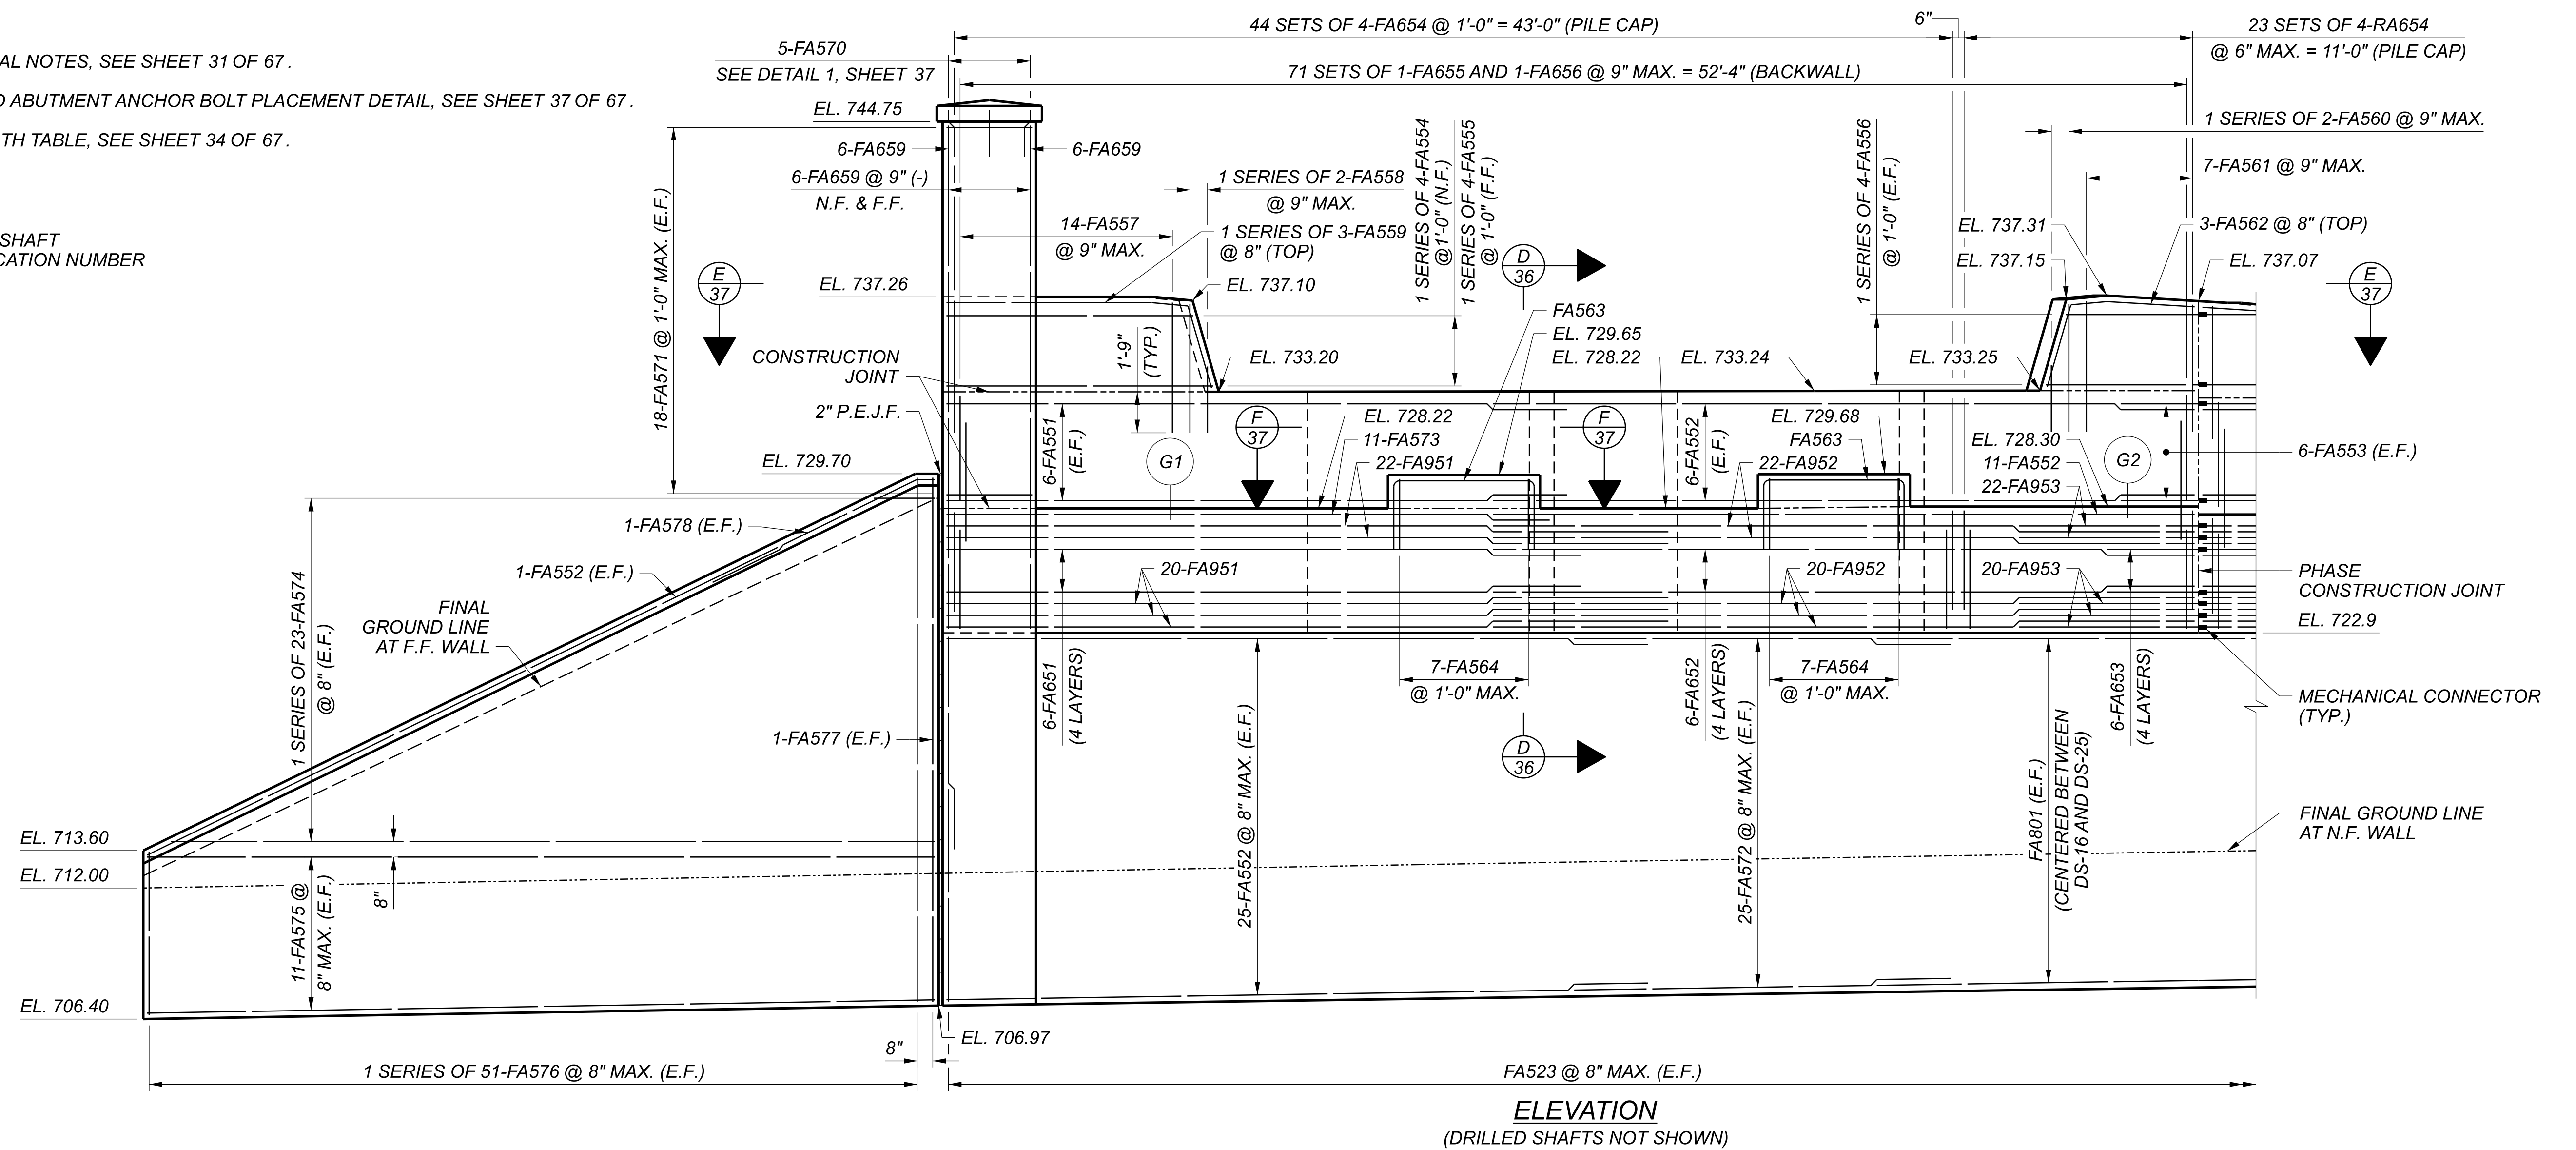 AL NOTES, SEE SHEET 31 OF 67.
D ABUTMENT ANCHOR BOLT PLACEMENT DETAIL, SEE SHEET 37 OF 67.
TH TABLE, SEE SHEET 34 OF 67.
SHAFT
CATION NUMBER
44 SETS OF 4-FA654 @ 1'-0" = 43'-0" (PILE CAP)
6"
23 SETS OF 4-RA654
@ 6" MAX. = 11'-0" (PILE CAP)
5-FA570
SEE DETAIL 1, SHEET 37
71 SETS OF 1-FA655 AND 1-FA656 @ 9" MAX. = 52'-4" (BACKWALL)
EL. 744.75
1 SERIES OF 2-FA560 @ 9" MAX.
6-FA659
6-FA659
7-FA561 @ 9" MAX.
6-FA659 @ 9" (-)
N.F. & F.F.
1 SERIES OF 2-FA558
@ 9" MAX.
18-FA571 @ 1'-0" MAX. (E.F.)
14-FA557
@ 9" MAX.
1 SERIES OF 3-FA559
@ 8" (TOP)
1 SERIES OF 4-FA554
@1'-0" (N.F.)
1 SERIES OF 4-FA555
@ 1'-0" (F.F.)
1 SERIES OF 4-FA556
@ 1'-0" (E.F.)
EL. 737.31
3-FA562 @ 8" (TOP)
EL. 737.15
EL. 737.07
D
36
E
37
E
37
EL. 737.26
EL. 737.10
FA563
EL. 729.65
1'-9"
(TYP.)
CONSTRUCTION
JOINT
EL. 733.20
EL. 728.22
EL. 733.24
EL. 733.25
2" P.E.J.F.
6-FA551
(E.F.)
F
37
EL. 728.22
11-FA573
22-FA951
F
37
6-FA552
(E.F.)
EL. 729.68
FA563
22-FA952
EL. 728.30
11-FA552
22-FA953
G1
G2
6-FA553 (E.F.)
EL. 729.70
1-FA578 (E.F.)
1-FA552 (E.F.)
FINAL
GROUND LINE
AT F.F. WALL
1 SERIES OF 23-FA574
@ 8" (E.F.)
20-FA951
20-FA952
20-FA953
PHASE
CONSTRUCTION JOINT
EL. 722.9
6-FA651
(4 LAYERS)
7-FA564
@ 1'-0" MAX.
6-FA652
(4 LAYERS)
7-FA564
@ 1'-0" MAX.
6-FA653
(4 LAYERS)
MECHANICAL CONNECTOR
(TYP.)
1-FA577 (E.F.)
D
36
25-FA552 @ 8" MAX. (E.F.)
25-FA572 @ 8" MAX. (E.F.)
FA801 (E.F.)
(CENTERED BETWEEN
DS-16 AND DS-25)
FINAL GROUND LINE
AT N.F. WALL
EL. 713.60
EL. 712.00
11-FA575 @
8" MAX. (E.F.)
8"
EL. 706.40
EL. 706.97
8"
1 SERIES OF 51-FA576 @ 8" MAX. (E.F.)
FA523 @ 8" MAX. (E.F.)
ELEVATION
(DRILLED SHAFTS NOT SHOWN)